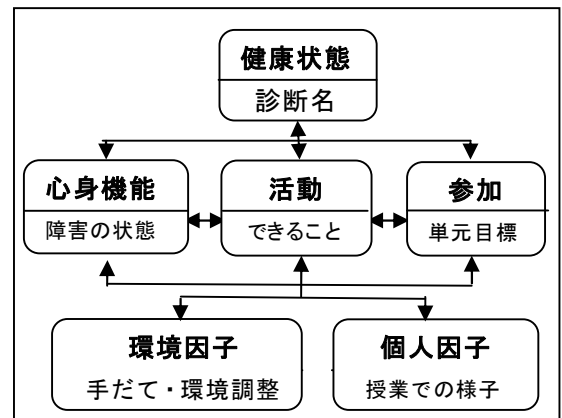 健康状態
診断名
心身機能
障害の状態
活動
できること
参加
単元目標
環境因子
手だて・環境調整
個人因子
授業での様子